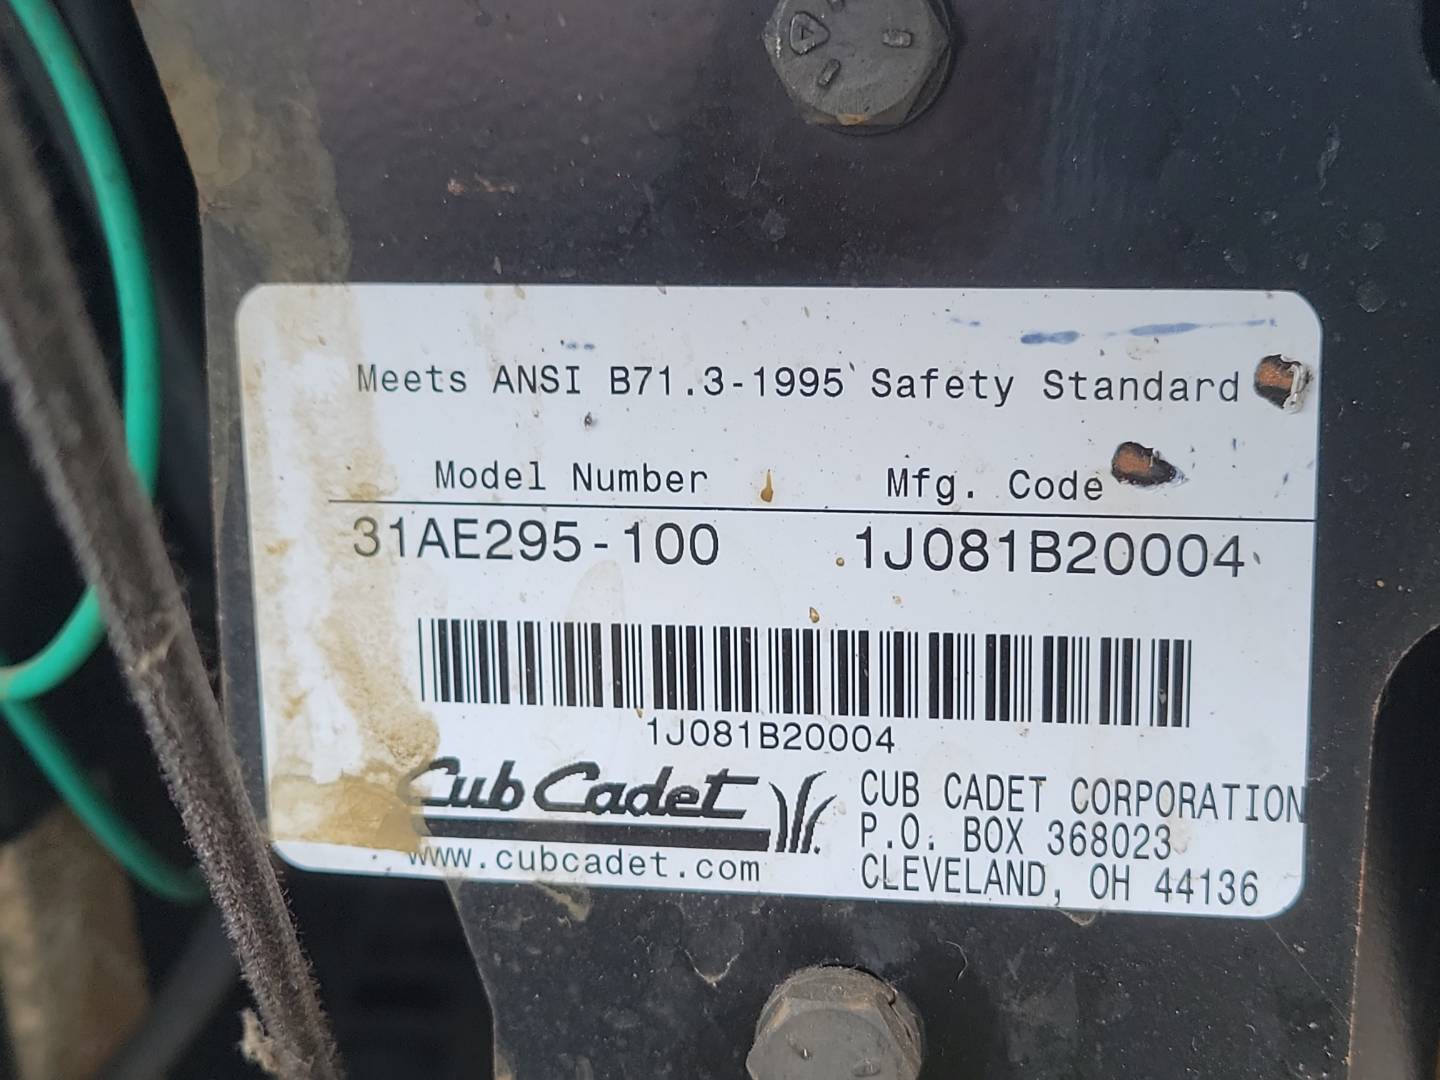 Meets ANSI B71.3-1995 Safety Standard
Model Number Mfg. Code
31AE295-100 1J081B20004
1J081B20004
Cub Cadet
www.cubcadet.com
CUB CADET CORPORATION
P.O. BOX 368023
CLEVELAND, OH 44136